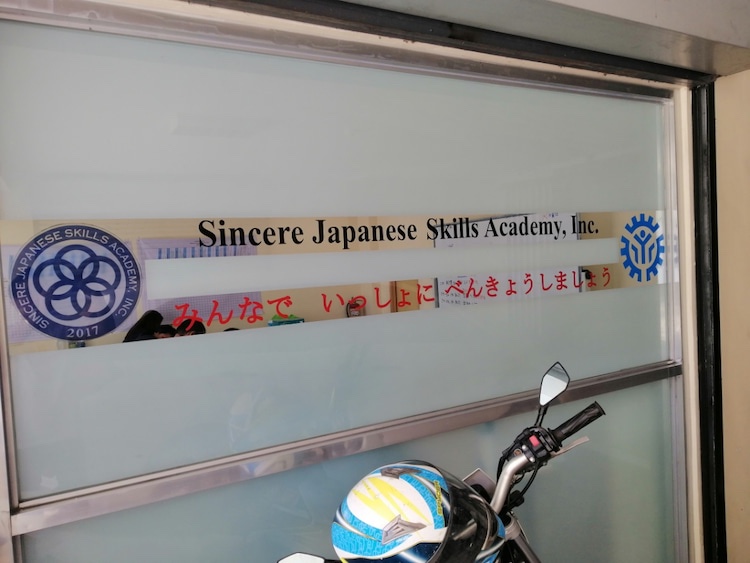 Sincere Japanese Skills Academy, Inc.
SINCERE JAPANESE SKILLS ACADEMY, INC.
2017
みんなで いっしょに べんきょうしましょう